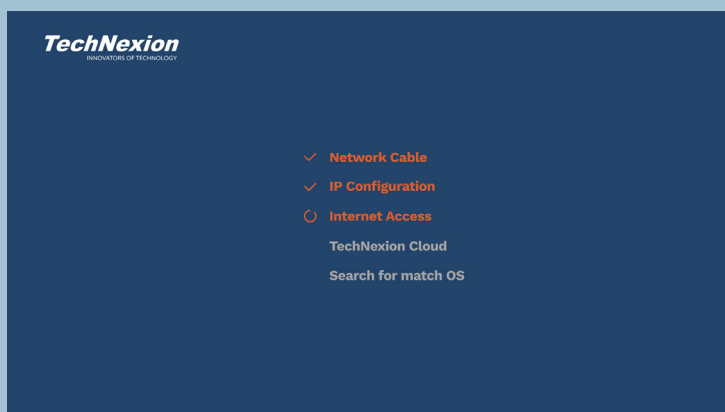 TechNexion
INNOVATORS OF TECHNOLOGY
Network Cable
IP Configuration
Internet Access
TechNexion Cloud
Search for match OS